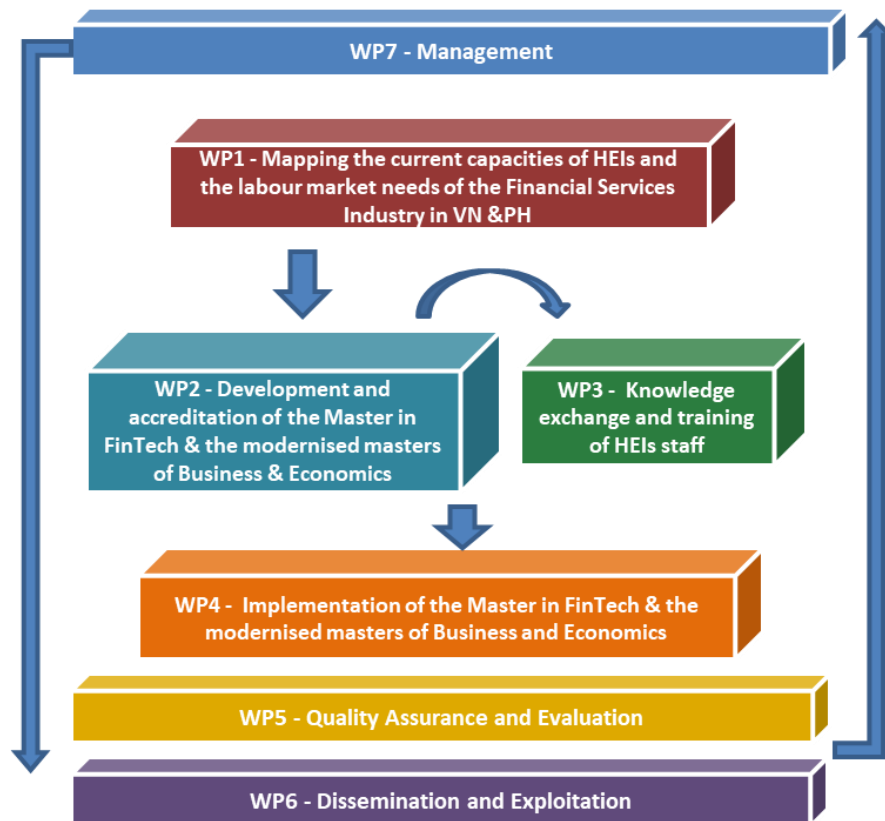 WP7 - Management
WP1 - Mapping the current capacities of HEIs and
the labour market needs of the Financial Services
Industry in VN &PH
WP2 - Development and
accreditation of the Master in
FinTech & the modernised masters
of Business & Economics
WP3 -  Knowledge
exchange and training
of HEIs staff
WP4 -  Implementation of the Master in FinTech & the
modernised masters of Business and Economics
WP5 - Quality Assurance and Evaluation
WP6 - Dissemination and Exploitation